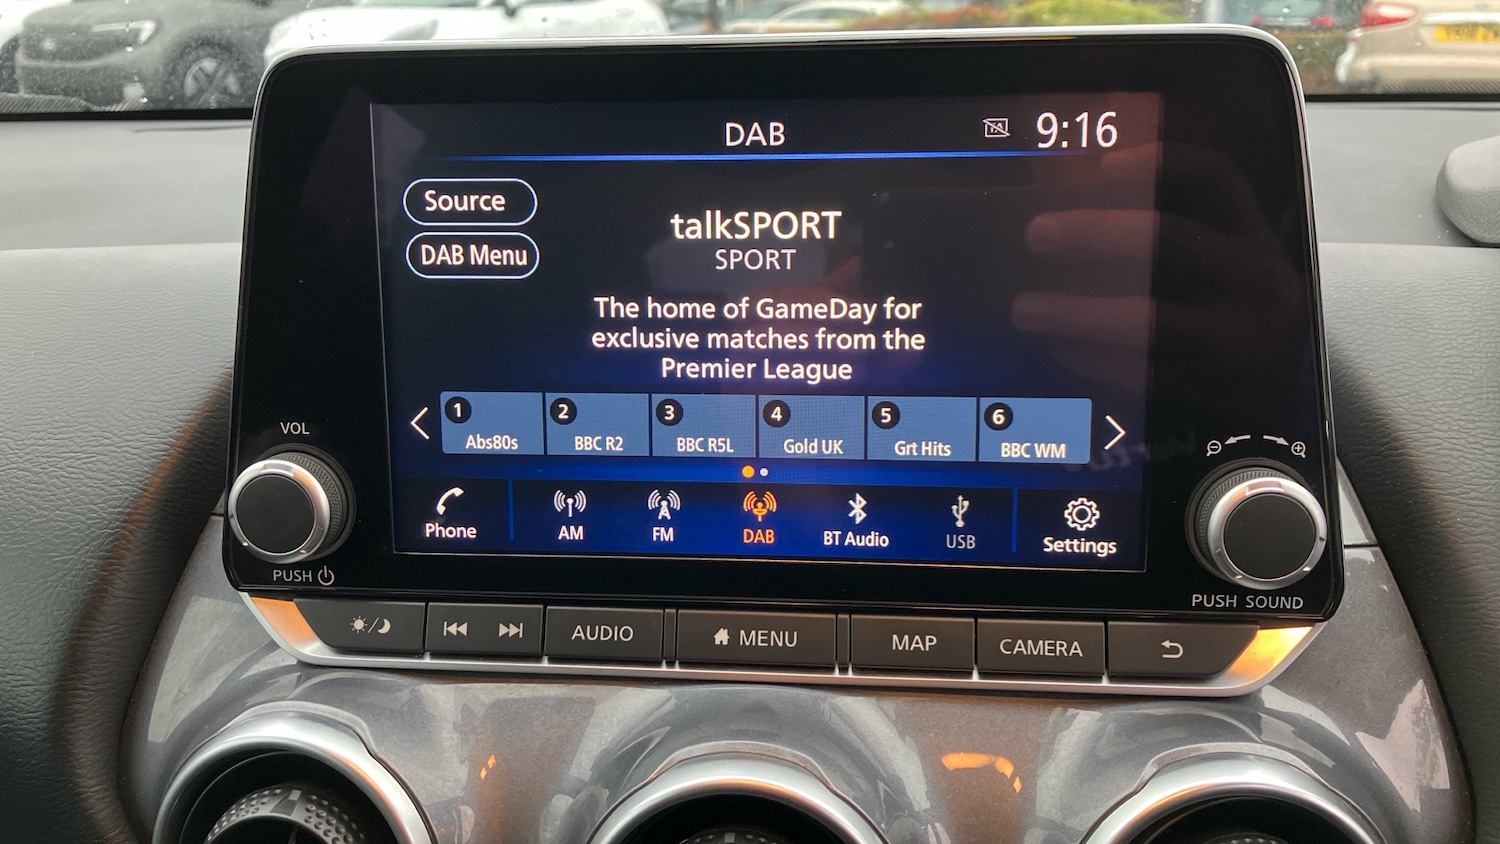 DAB
TA
9:16
Source
DAB Menu
talkSPORT
SPORT
The home of GameDay for
exclusive matches from the
Premier League
1
Abs80s
2
BBC R2
3
BBC R5L
4
Gold UK
5
Grt Hits
6
BBC WM
Phone
AM
FM
DAB
BT Audio
USB
Settings
VOL
PUSH
PUSH SOUND
AUDIO
MENU
MAP
CAMERA